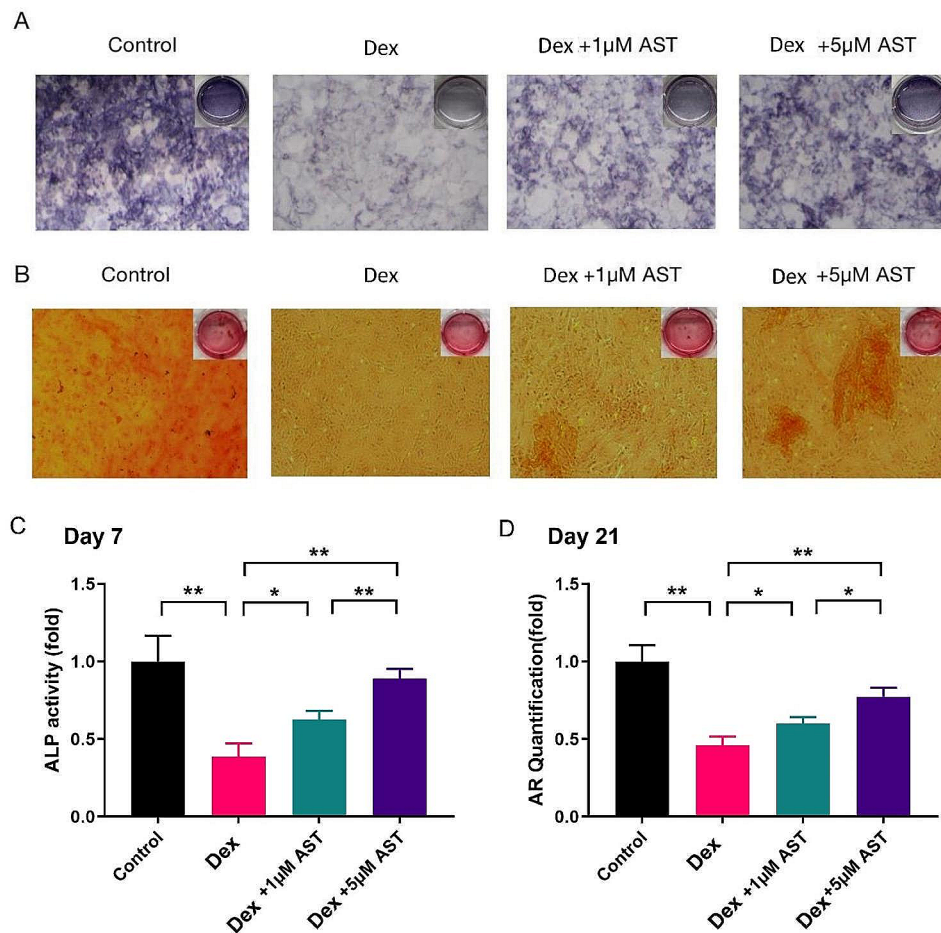 A
Control Dex Dex +1μM AST Dex +5μM AST
B
Control Dex Dex +1μM AST Dex +5μM AST
C Day 7
** 
** * **
1.5
1.0
0.5
0.0
ALP activity (fold)
Control Dex Dex +1μM AST Dex +5μM AST
D Day 21
**
** * *
1.5
1.0
0.5
0.0
AR Quantification(fold)
Control Dex Dex +1μM AST Dex+5μM AST